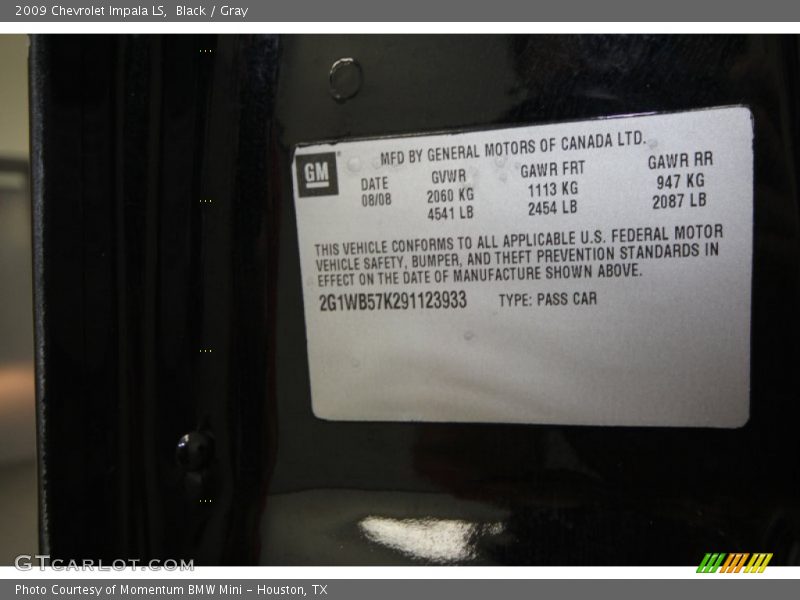 2009 Chevrolet Impala LS,  Black / Gray
GM
MFD BY GENERAL MOTORS OF CANADA LTD.
DATE GVWR GAWR FRT GAWR RR
08/08 2060 KG 1113 KG 947 KG
4541 LB 2454 LB 2087 LB
THIS VEHICLE CONFORMS TO ALL APPLICABLE U.S. FEDERAL MOTOR
VEHICLE SAFETY, BUMPER, AND THEFT PREVENTION STANDARDS IN
EFFECT ON THE DATE OF MANUFACTURE SHOWN ABOVE.
2G1WB57K291123933 TYPE: PASS CAR
GTcarlot.com
Photo Courtesy of Momentum BMW Mini - Houston, TX